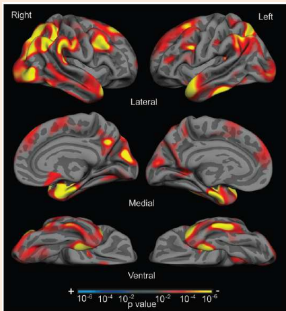 Right
Left
Lateral
Medial
Ventral
+ 10⁻⁶ 10⁻⁴ 10⁻² 10⁻² 10⁻⁴ 10⁻⁶ -
p value